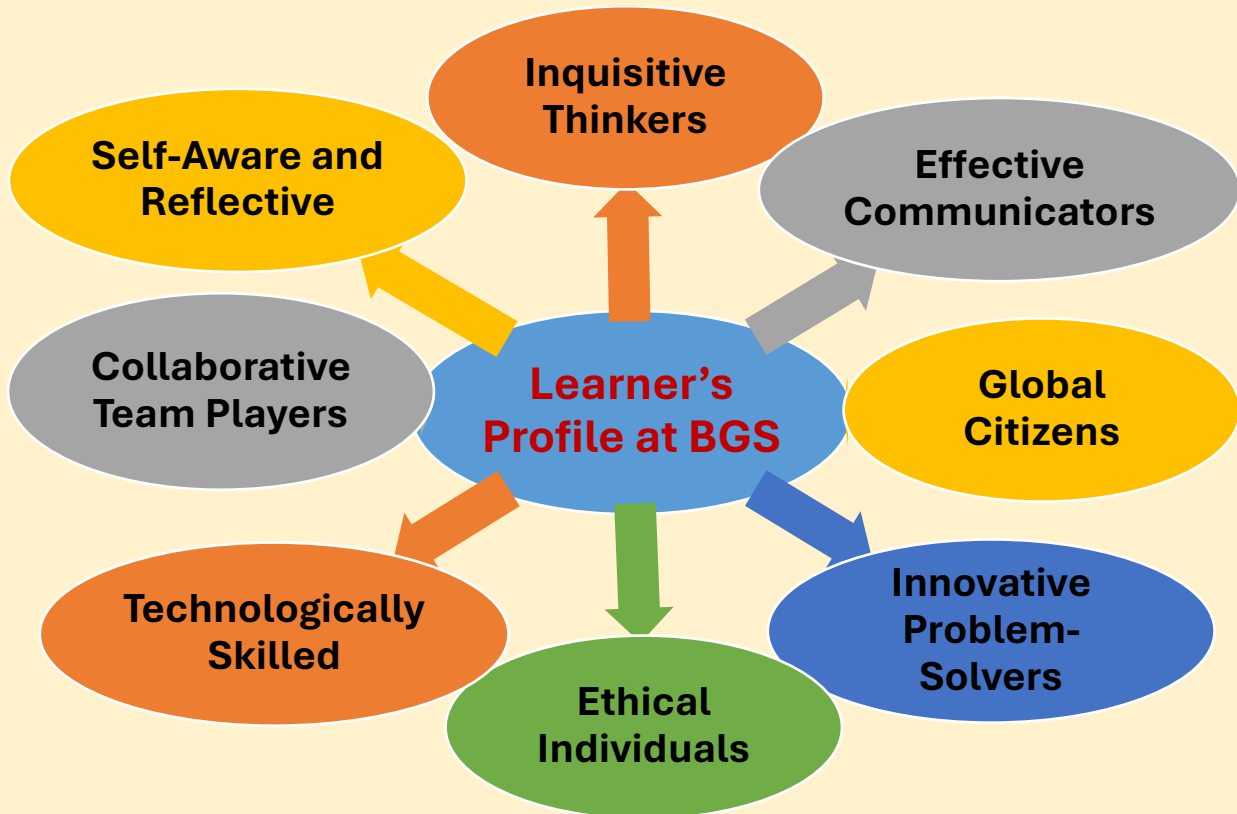 Inquisitive
Thinkers
Self-Aware and
Reflective
Effective
Communicators
Collaborative
Team Players
Learner’s
Profile at BGS
Global
Citizens
Technologically
Skilled
Innovative
Problem-
Solvers
Ethical
Individuals